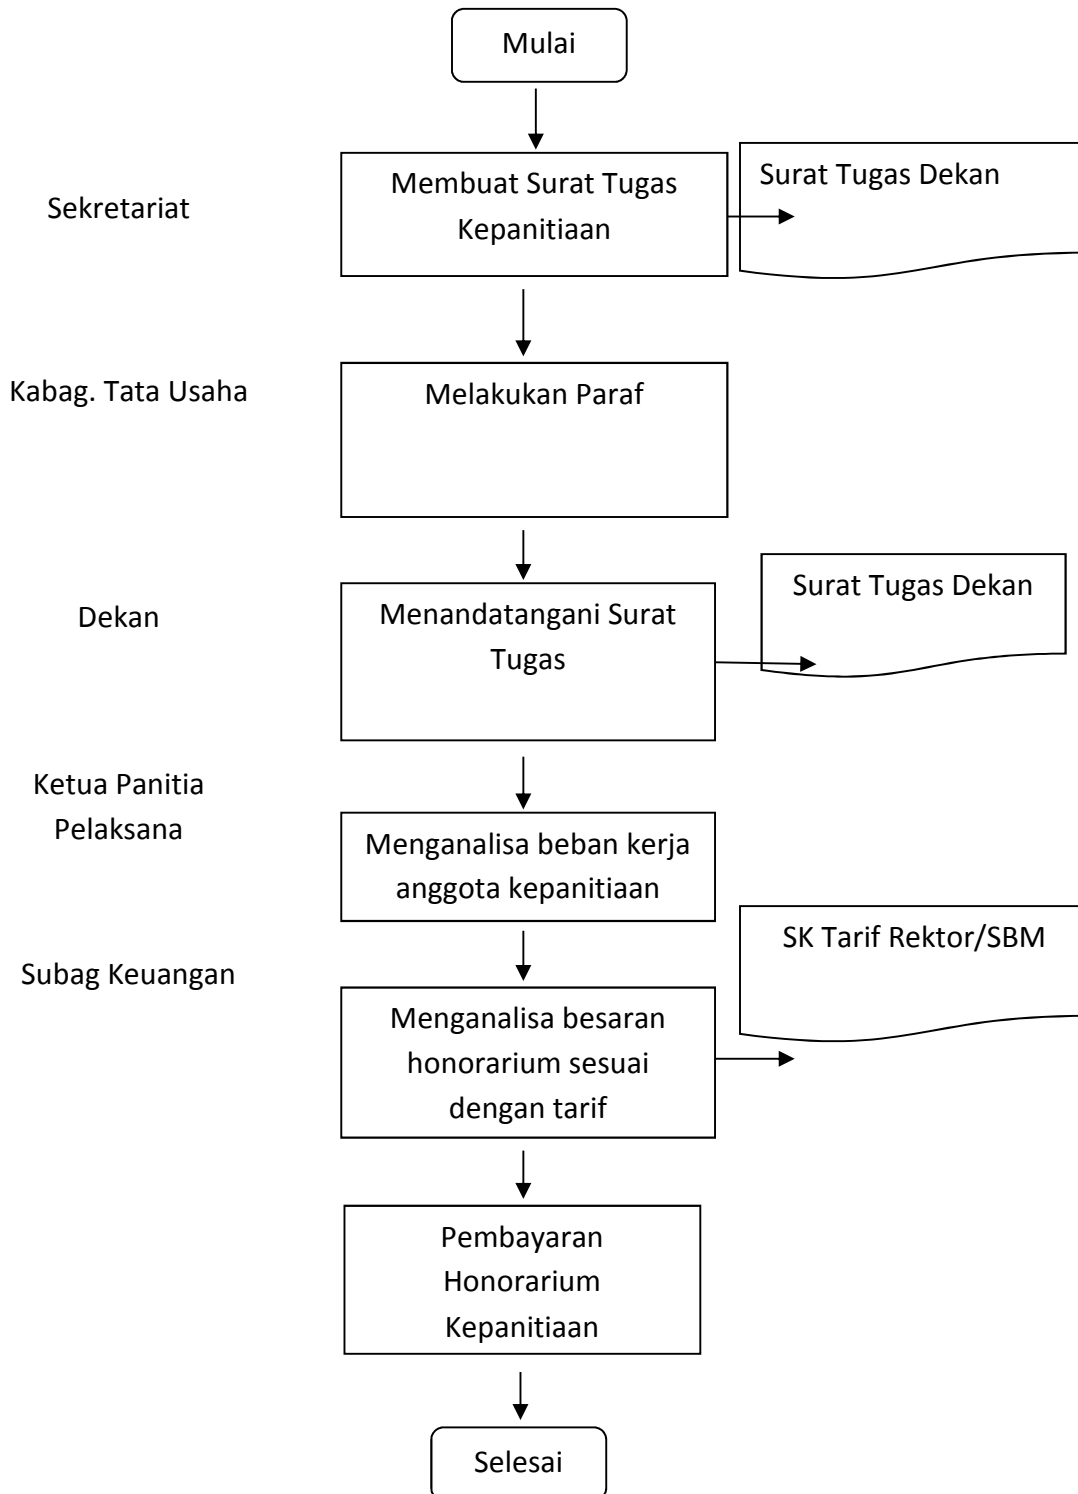 Mulai
Sekretariat
Membuat Surat Tugas
Kepanitiaan
Surat Tugas Dekan
Kabag. Tata Usaha
Melakukan Paraf
Dekan
Menandatangani Surat
Tugas
Surat Tugas Dekan
Ketua Panitia
Pelaksana
Menganalisa beban kerja
anggota kepanitiaan
Subag Keuangan
Menganalisa besaran
honorarium sesuai
dengan tarif
SK Tarif Rektor/SBM
Pembayaran
Honorarium
Kepanitiaan
Selesai